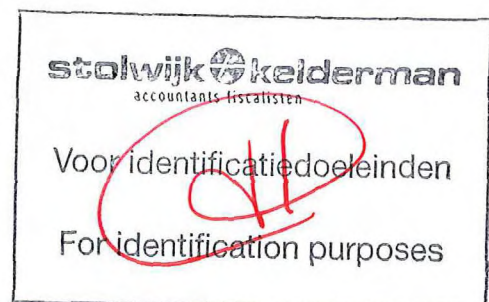 stolwijk kelderman
accountants fiscalisten
Voor identificatiedoeleinden
For identification purposes